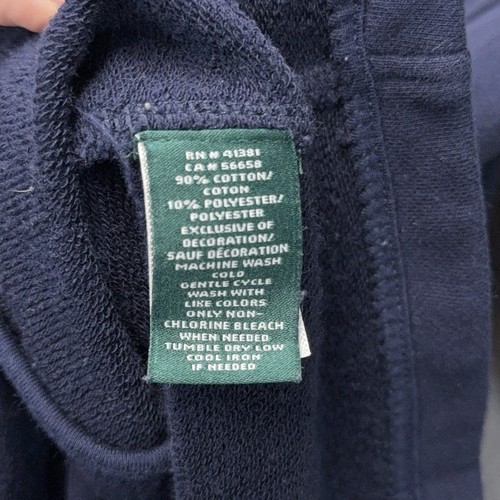 RN # 41381
CA # 56658
90% COTTON/
COTON
10% POLYESTER/
POLYESTER
EXCLUSIVE OF
DECORATION/
SAUF DÉCORATION
MACHINE WASH
COLD
GENTLE CYCLE
WASH WITH
LIKE COLORS
ONLY NON-
CHLORINE BLEACH
WHEN NEEDED
TUMBLE DRY LOW
COOL IRON
IF NEEDED